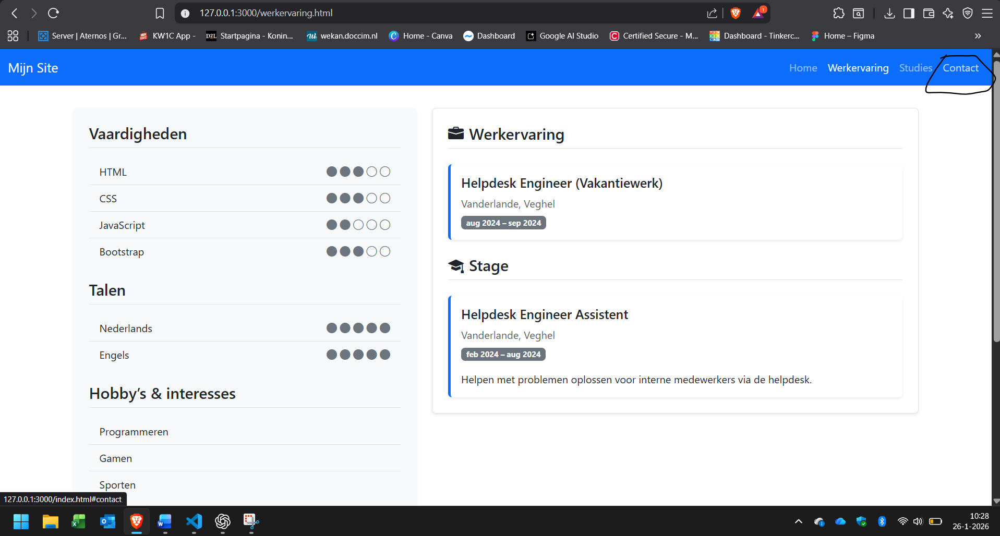 127.0.0.1:3000/werkervaring.html
1
Server | Aternos | Gr...
KW1C App -
D2L
Startpagina - Konin...
wekan.doccim.nl
Home - Canva
Dashboard
Google AI Studio
Certified Secure - M...
Dashboard - Tinkerc...
Home – Figma
»
Mijn Site
Home
Werkervaring
Studies
Contact
Vaardigheden
HTML
CSS
JavaScript
Bootstrap
Talen
Nederlands
Engels
Hobby’s & interesses
Programmeren
Gamen
Sporten
Werkervaring
Helpdesk Engineer (Vakantiewerk)
Vanderlande, Veghel
aug 2024 – sep 2024
Stage
Helpdesk Engineer Assistent
Vanderlande, Veghel
feb 2024 – aug 2024
Helpen met problemen oplossen voor interne medewerkers via de helpdesk.
127.0.0.1:3000/index.html#contact
10:28
26-1-2026